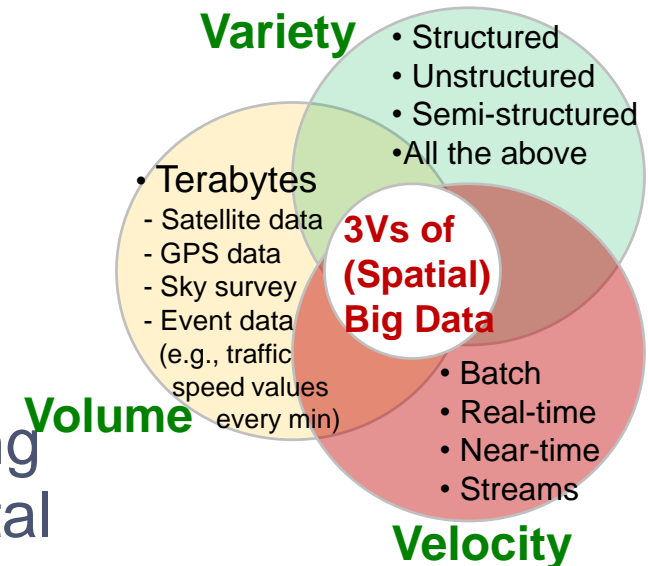 Variety
• Structured
• Unstructured
• Semi-structured
•All the above
• Terabytes
- Satellite data
- GPS data
- Sky survey
- Event data
(e.g., traffic
speed values
every min)
Volume
3Vs of
(Spatial)
Big Data
• Batch
• Real-time
• Near-time
• Streams
Velocity